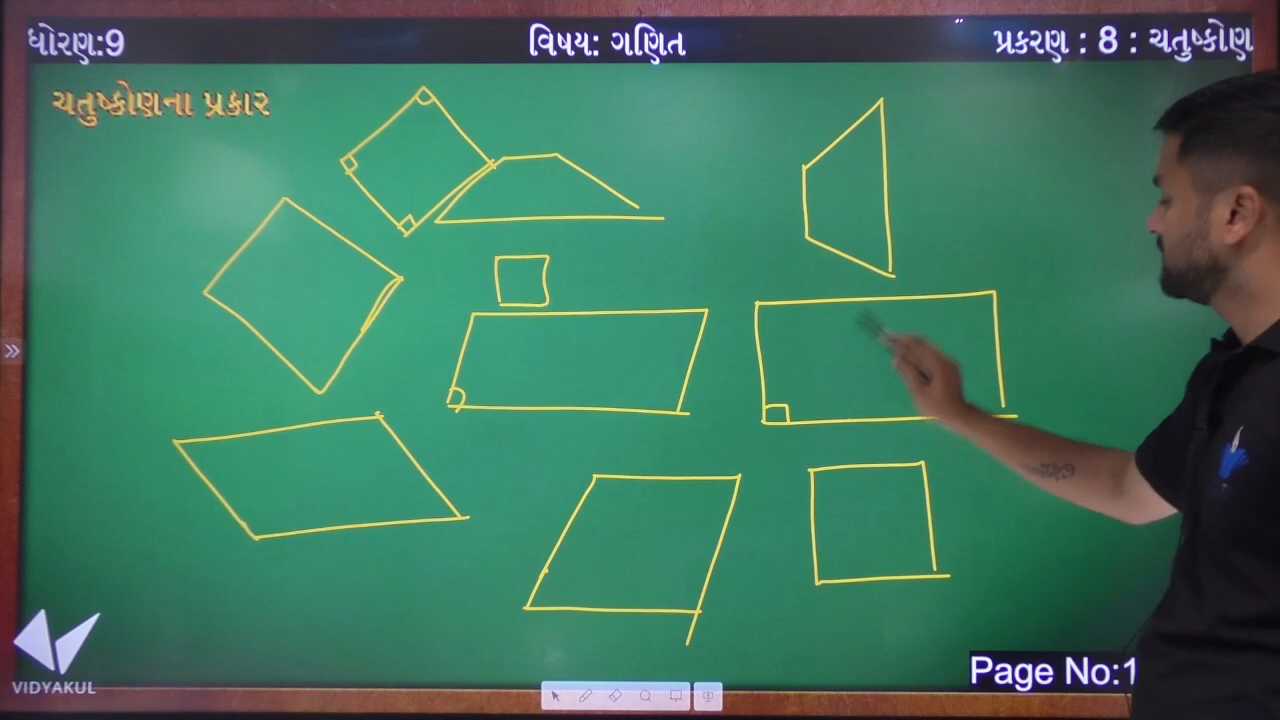 ધોરણ:9
વિષય: ગણિત
પ્રકરણ : 8 : ચતુષ્કોણ
ચતુષ્કોણના પ્રકાર
VIDYAKUL
Page No:1